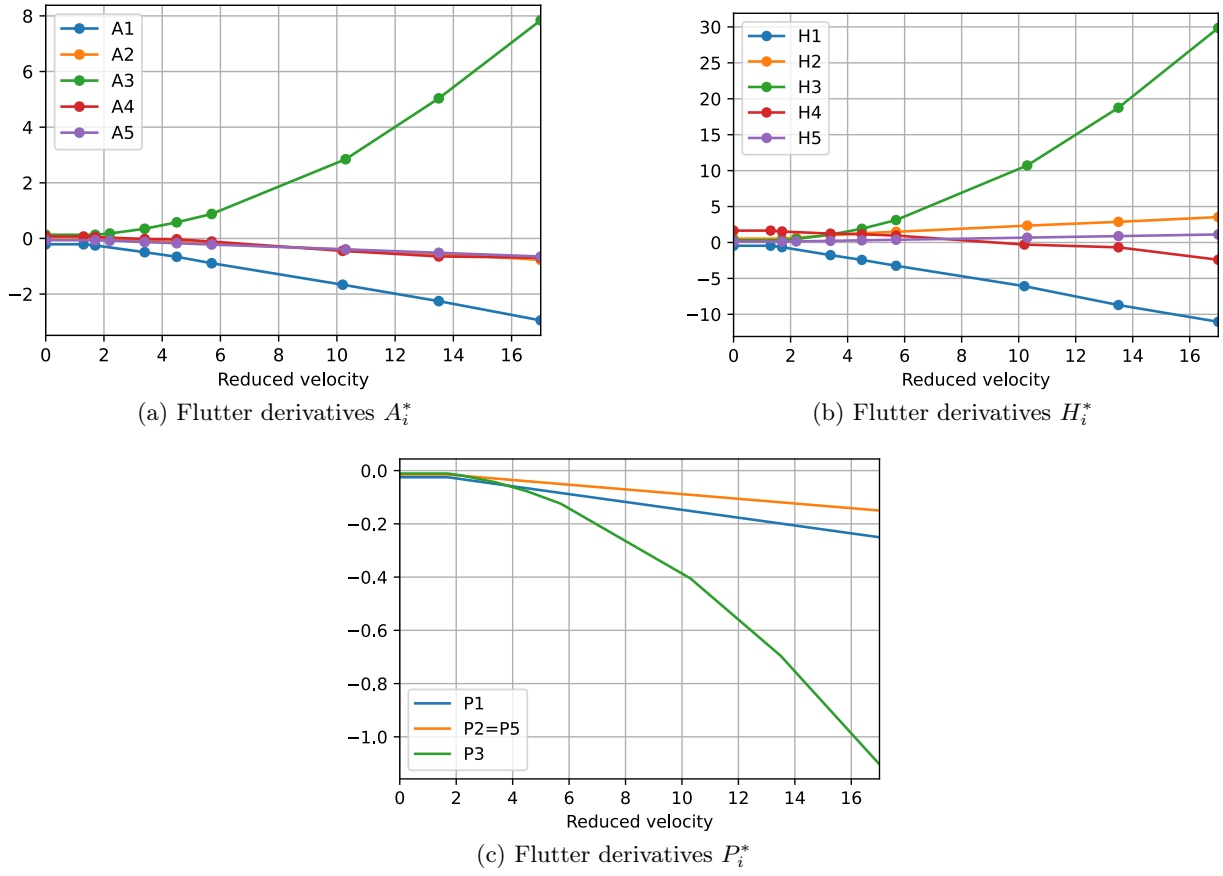 8
6
4
2
0
−2
A1
A2
A3
A4
A5
0 2 4 6 8 10 12 14 16
Reduced velocity
(a) Flutter derivatives $A_i^*$
30
25
20
15
10
5
0
−5
−10
H1
H2
H3
H4
H5
0 2 4 6 8 10 12 14 16
Reduced velocity
(b) Flutter derivatives $H_i^*$
0.0
−0.2
−0.4
−0.6
−0.8
−1.0
P1
P2=P5
P3
0 2 4 6 8 10 12 14 16
Reduced velocity
(c) Flutter derivatives $P_i^*$